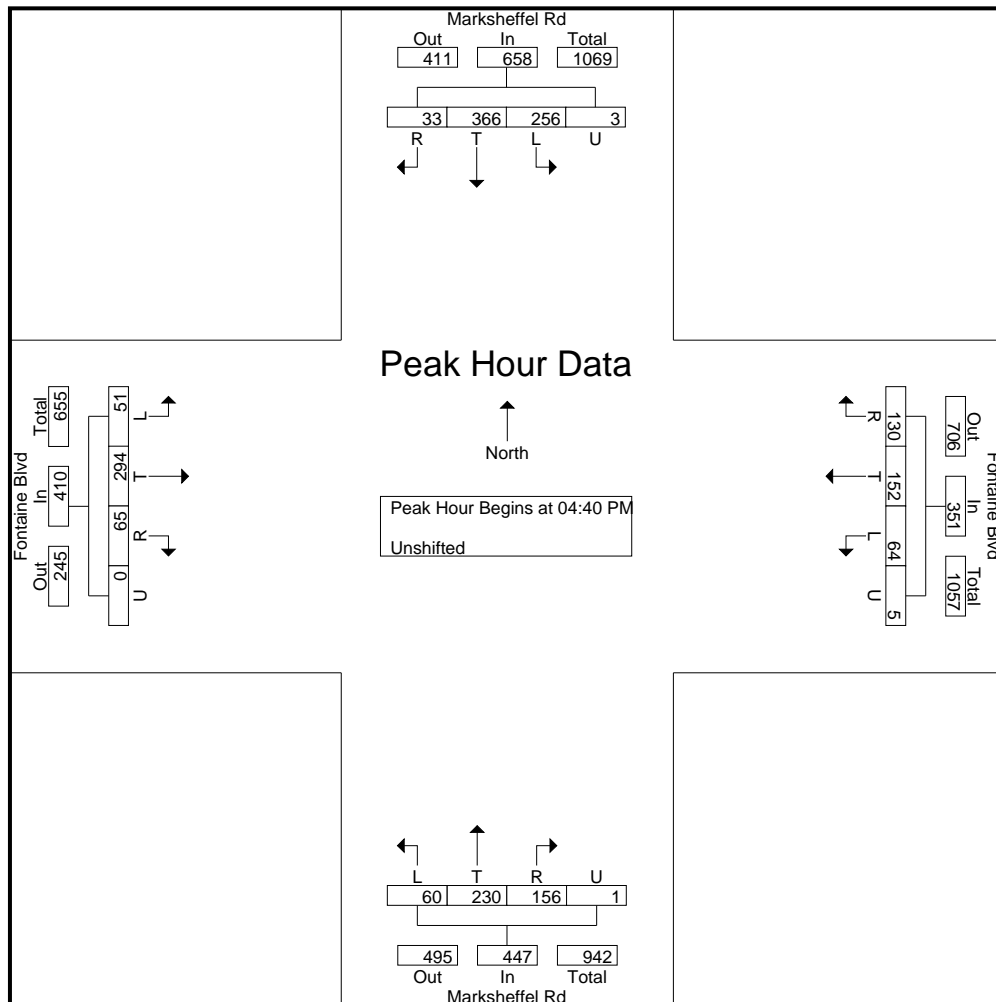 Marksheffel Rd
Out In Total
411 658 1069
33 366 256 3
R T L U
Peak Hour Data
North
Peak Hour Begins at 04:40 PM
Unshifted
Fontaine Blvd
Total In Out
655 410 245
51 294 65 0
L T R U
Fontaine Blvd
Out In Total
706 351 1057
130 152 64 5
R T L U
L T R U
60 230 156 1
495 447 942
Out In Total
Marksheffel Rd